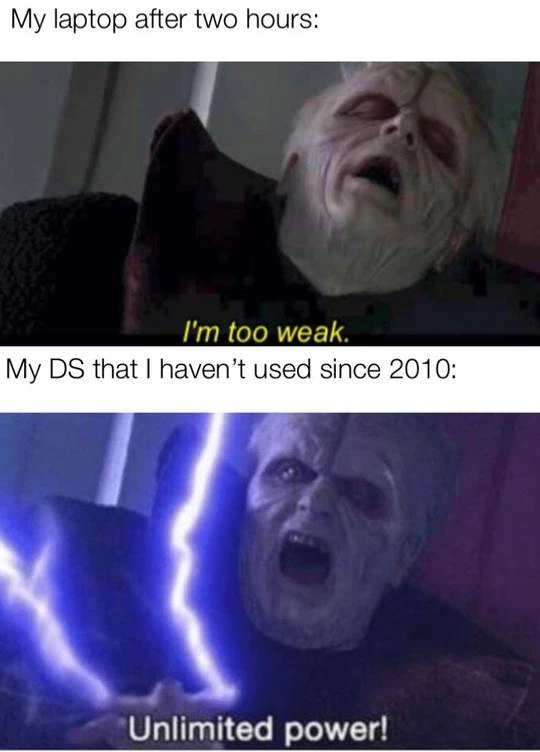 My laptop after two hours:
I'm too weak.
My DS that I haven’t used since 2010:
Unlimited power!